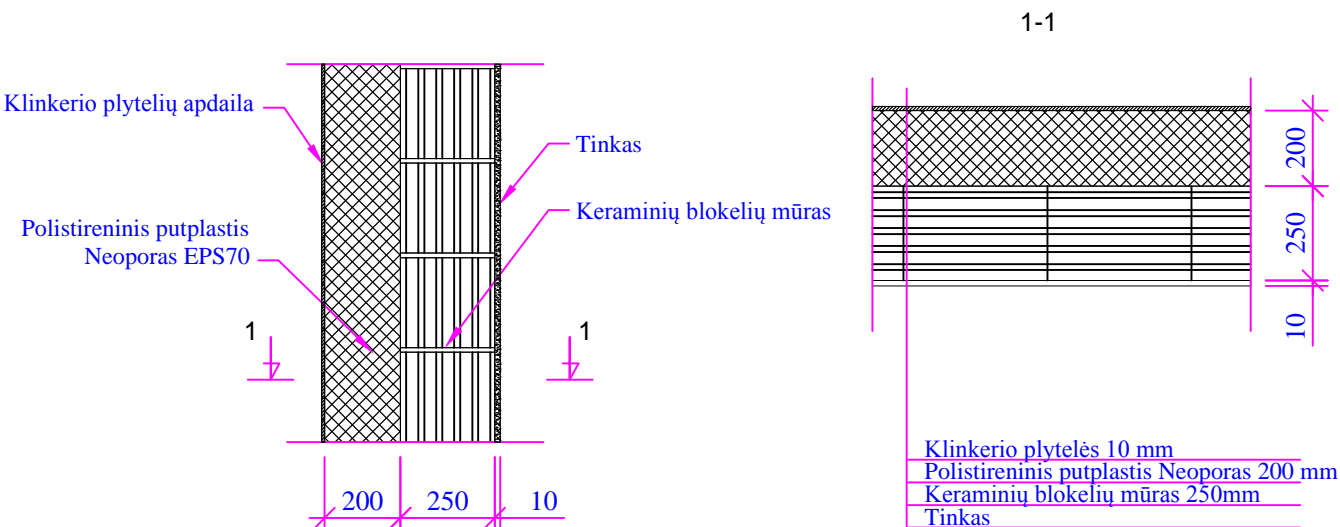 1-1
Klinkerio plytelių apdaila
Tinkas
Keraminių blokelių mūras
Polistireninis putplastis
Neoporas EPS70
1
1
200
250
10
200
250
10
Klinkerio plytelės 10 mm
Polistireninis putplastis Neoporas 200 mm
Keraminių blokelių mūras 250mm
Tinkas